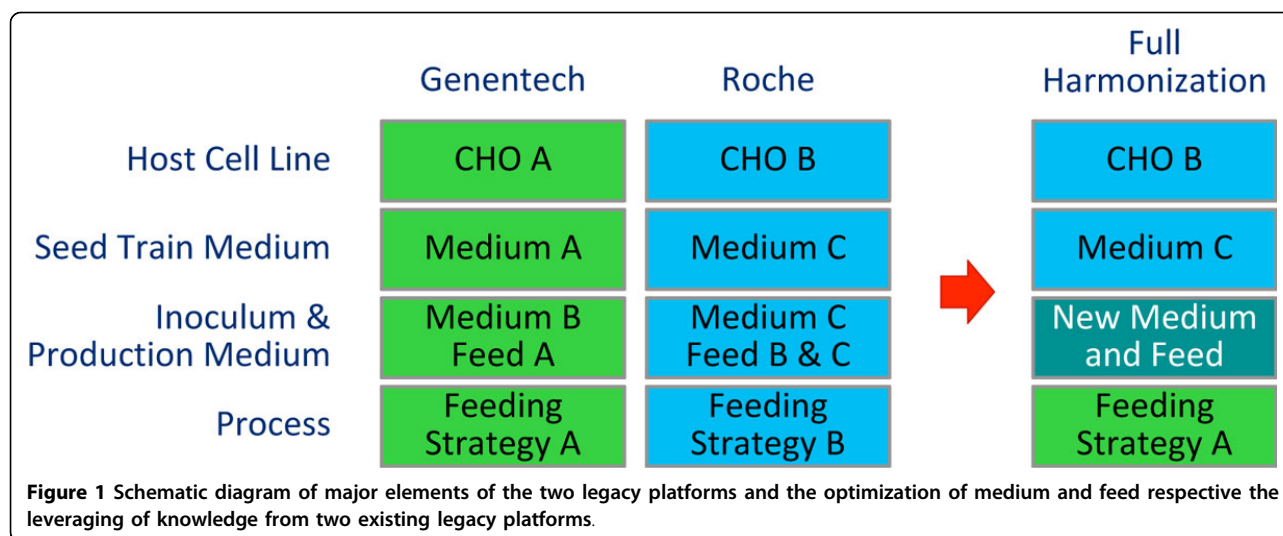 Genentech
Roche
Full
Harmonization
Host Cell Line
CHO A
CHO B
CHO B
Seed Train Medium
Medium A
Medium C
Medium C
Inoculum &
Production Medium
Medium B
Feed A
Medium C
Feed B & C
New Medium
and Feed
Process
Feeding
Strategy A
Feeding
Strategy B
Feeding
Strategy A
Figure 1 Schematic diagram of major elements of the two legacy platforms and the optimization of medium and feed respective the
leveraging of knowledge from two existing legacy platforms.